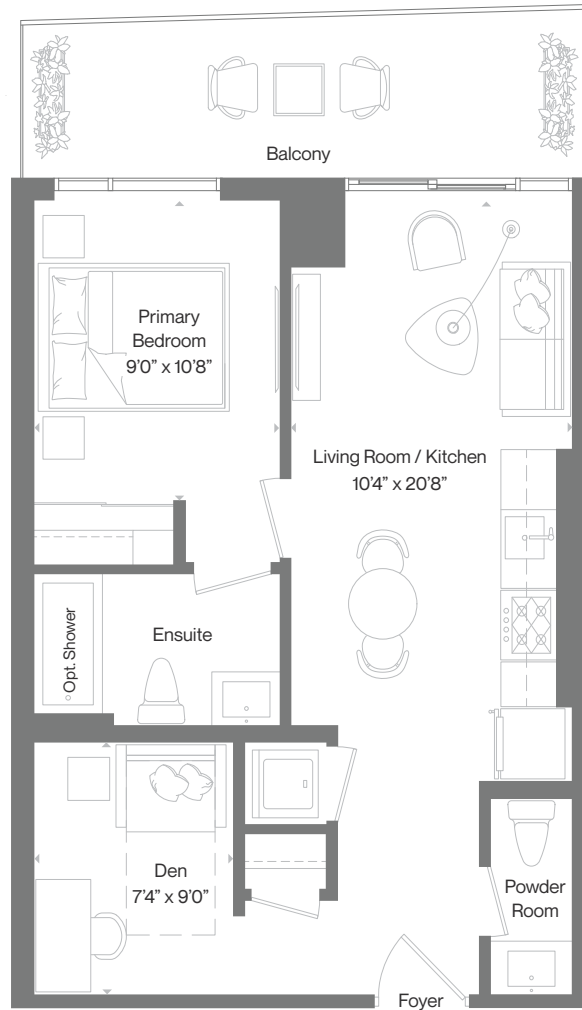 Balcony
Primary
Bedroom
9’0” x 10’8”
Living Room / Kitchen
10’4” x 20’8”
Opt. Shower
Ensuite
Den
7’4” x 9’0”
Powder
Room
Foyer